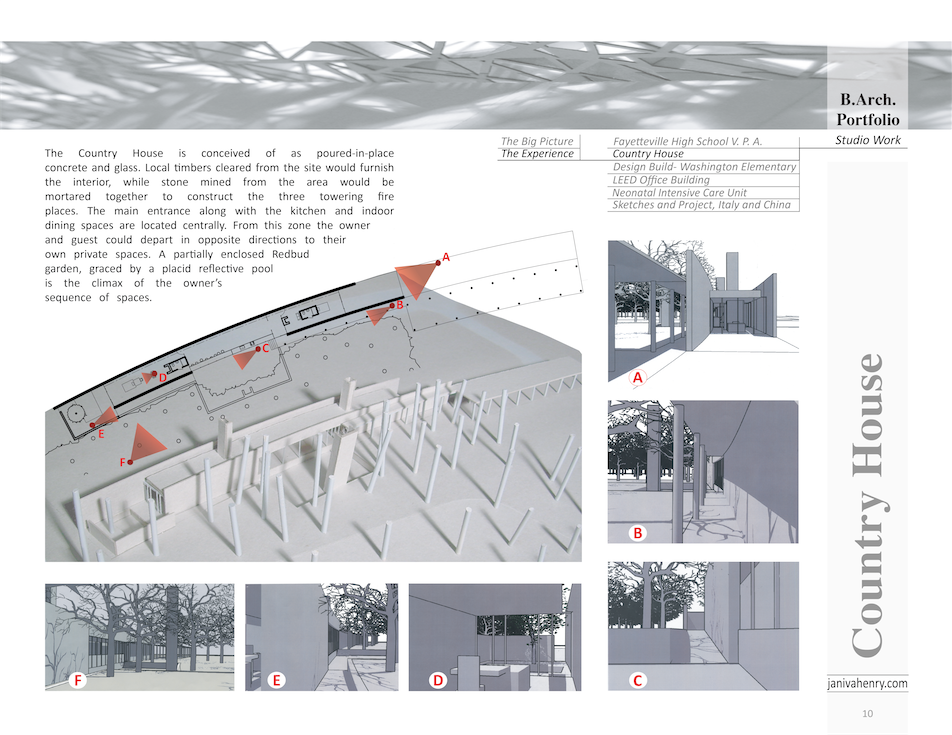 B.Arch.
Portfolio
Studio Work
The Big Picture
The Experience
Fayetteville High School V. P. A.
Country House
Design Build- Washington Elementary
LEED Office Building
Neonatal Intensive Care Unit
Sketches and Project, Italy and China
The Country House is conceived of as poured-in-place
concrete and glass. Local timbers cleared from the site would furnish
the interior, while stone mined from the area would be
mortared together to construct the three towering fire
places. The main entrance along with the kitchen and indoor
dining spaces are located centrally. From this zone the owner
and guest could depart in opposite directions to their
own private spaces. A partially enclosed Redbud
garden, graced by a placid reflective pool
is the climax of the owner's
sequence of spaces.
A
B
C
D
E
F
A
B
C
D
E
F
Country House
janivahenry.com
10